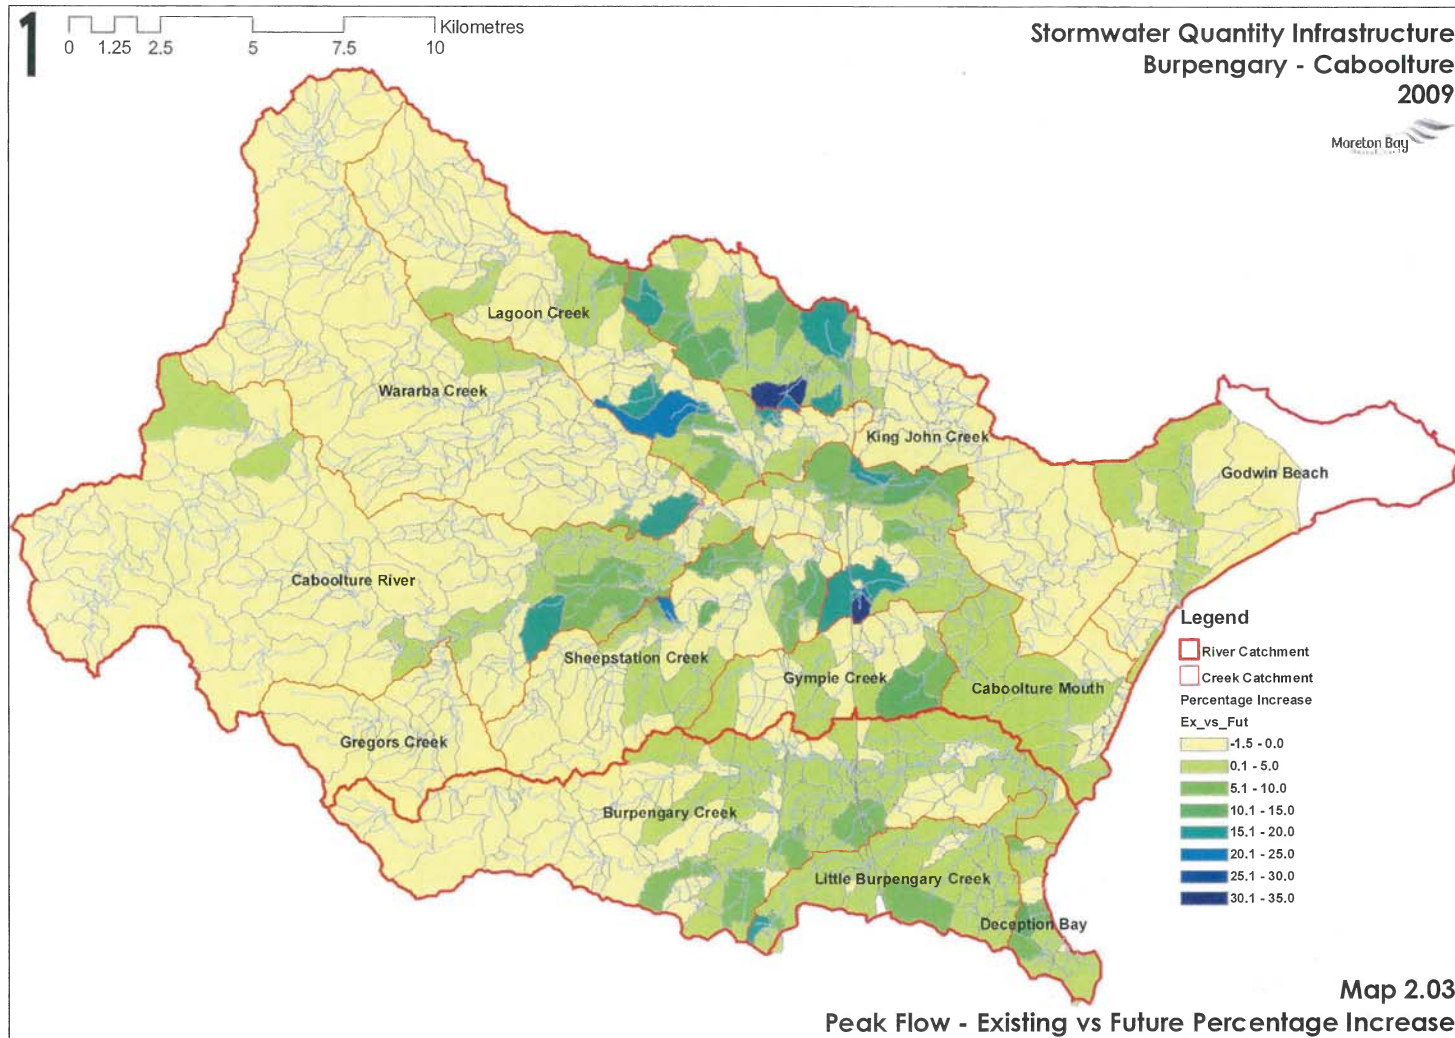 1
Kilometres
0 1.25 2.5 5 7.5 10
Stormwater Quantity Infrastructure
Burpengary - Caboolture
2009
Moreton Bay
Lagoon Creek
Wararba Creek
King John Creek
Godwin Beach
Caboolture River
Sheepstation Creek
Gympie Creek
Caboolture Mouth
Gregors Creek
Burpengary Creek
Little Burpengary Creek
Deception Bay
Legend
River Catchment
Creek Catchment
Percentage Increase
Ex_vs_Fut
-1.5 - 0.0
0.1 - 5.0
5.1 - 10.0
10.1 - 15.0
15.1 - 20.0
20.1 - 25.0
25.1 - 30.0
30.1 - 35.0
Map 2.03
Peak Flow - Existing vs Future Percentage Increase